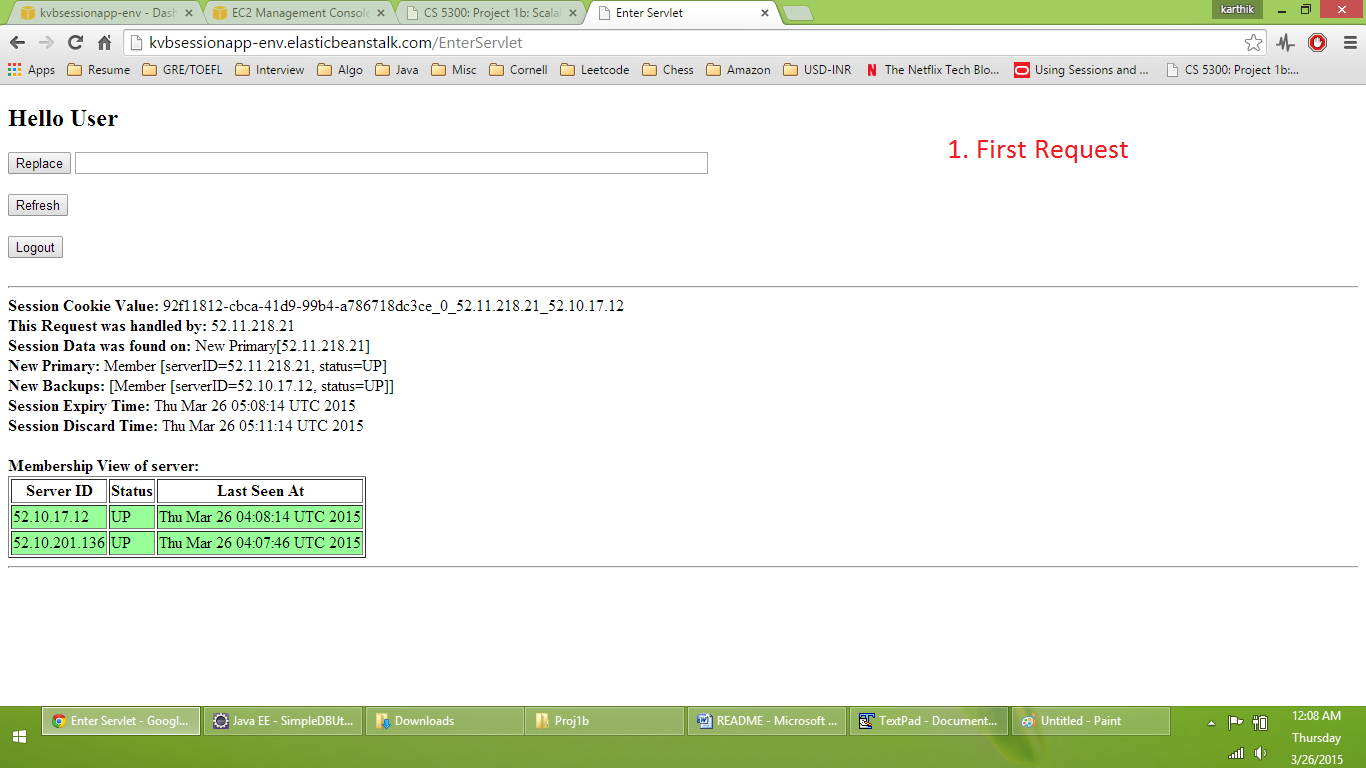 kvbsessionapp-env - Dash
EC2 Management Console
CS 5300: Project 1b: Scalal
Enter Servlet
karthik
kvbsessionapp-env.elasticbeanstalk.com/EnterServlet
Apps Resume GRE/TOEFL Interview Algo Java Misc Cornell Leetcode Chess Amazon USD-INR The Netflix Tech Blo... Using Sessions and ... CS 5300: Project 1b:...
Hello User
1. First Request
Replace
Refresh
Logout
Session Cookie Value: 92f11812-cbca-41d9-99b4-a786718dc3ce_0_52.11.218.21_52.10.17.12
This Request was handled by: 52.11.218.21
Session Data was found on: New Primary[52.11.218.21]
New Primary: Member [serverID=52.11.218.21, status=UP]
New Backups: [Member [serverID=52.10.17.12, status=UP]]
Session Expiry Time: Thu Mar 26 05:08:14 UTC 2015
Session Discard Time: Thu Mar 26 05:11:14 UTC 2015
Membership View of server:
Server ID Status Last Seen At
52.10.17.12 UP Thu Mar 26 04:08:14 UTC 2015
52.10.201.136 UP Thu Mar 26 04:07:46 UTC 2015
Enter Servlet - Googl... Java EE - SimpleDBUt... Downloads Proj1b README - Microsoft ... TextPad - Document... Untitled - Paint
12:08 AM
Thursday
3/26/2015